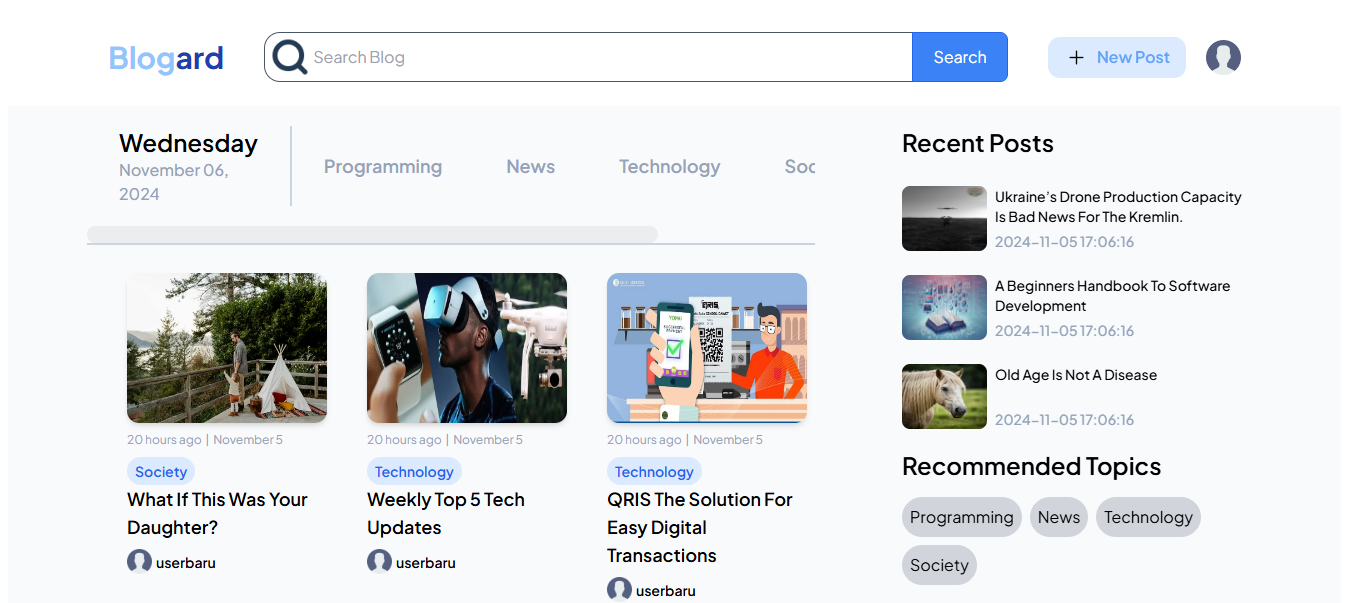 Blogard
Search Blog
Search
+ New Post
Wednesday
November 06,
2024
Programming
News
Technology
Soc
20 hours ago | November 5
Society
What If This Was Your
Daughter?
userbaru
20 hours ago | November 5
Technology
Weekly Top 5 Tech
Updates
userbaru
QRIS
20 hours ago | November 5
Technology
QRIS The Solution For
Easy Digital
Transactions
userbaru
Recent Posts
Ukraine's Drone Production Capacity
Is Bad News For The Kremlin.
2024-11-05 17:06:16
A Beginners Handbook To Software
Development
2024-11-05 17:06:16
Old Age Is Not A Disease
2024-11-05 17:06:16
Recommended Topics
Programming
News
Technology
Society